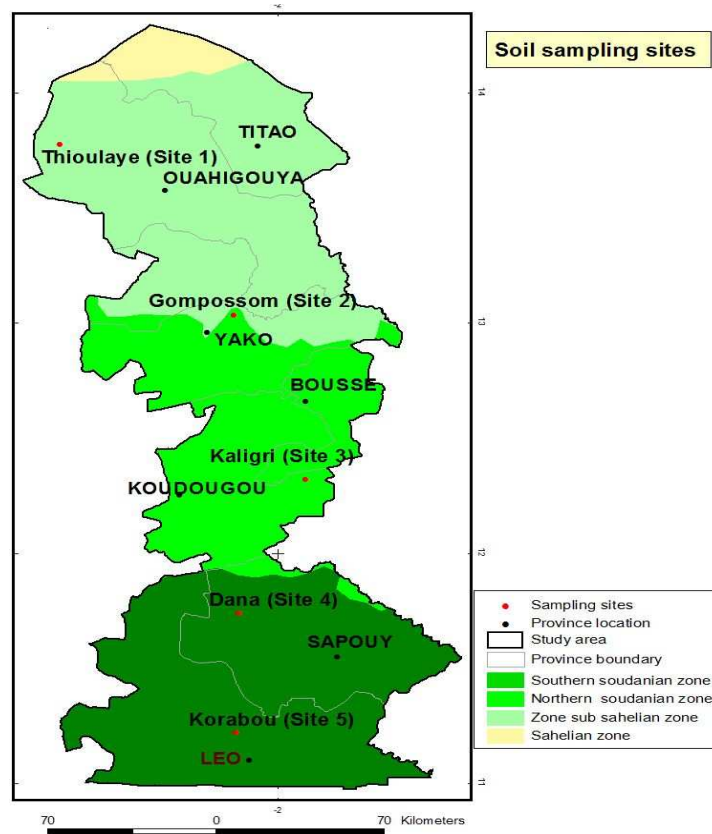 -2
Soil sampling sites
14
TITAO
Thioulaye (Site 1)
OUAHIGOUYA
Gompossom (Site 2)
13
YAKO
BOUSSE
Kaligri (Site 3)
KOUDOUGOU
12
Dana (Site 4)
SAPOUY
Korabou (Site 5)
LEO
11
Sampling sites
Province location
Study area
Province boundary
Southern soudanian zone
Northern soudanian zone
Zone sub sahelian zone
Sahelian zone
-2
70 0 70 Kilometers